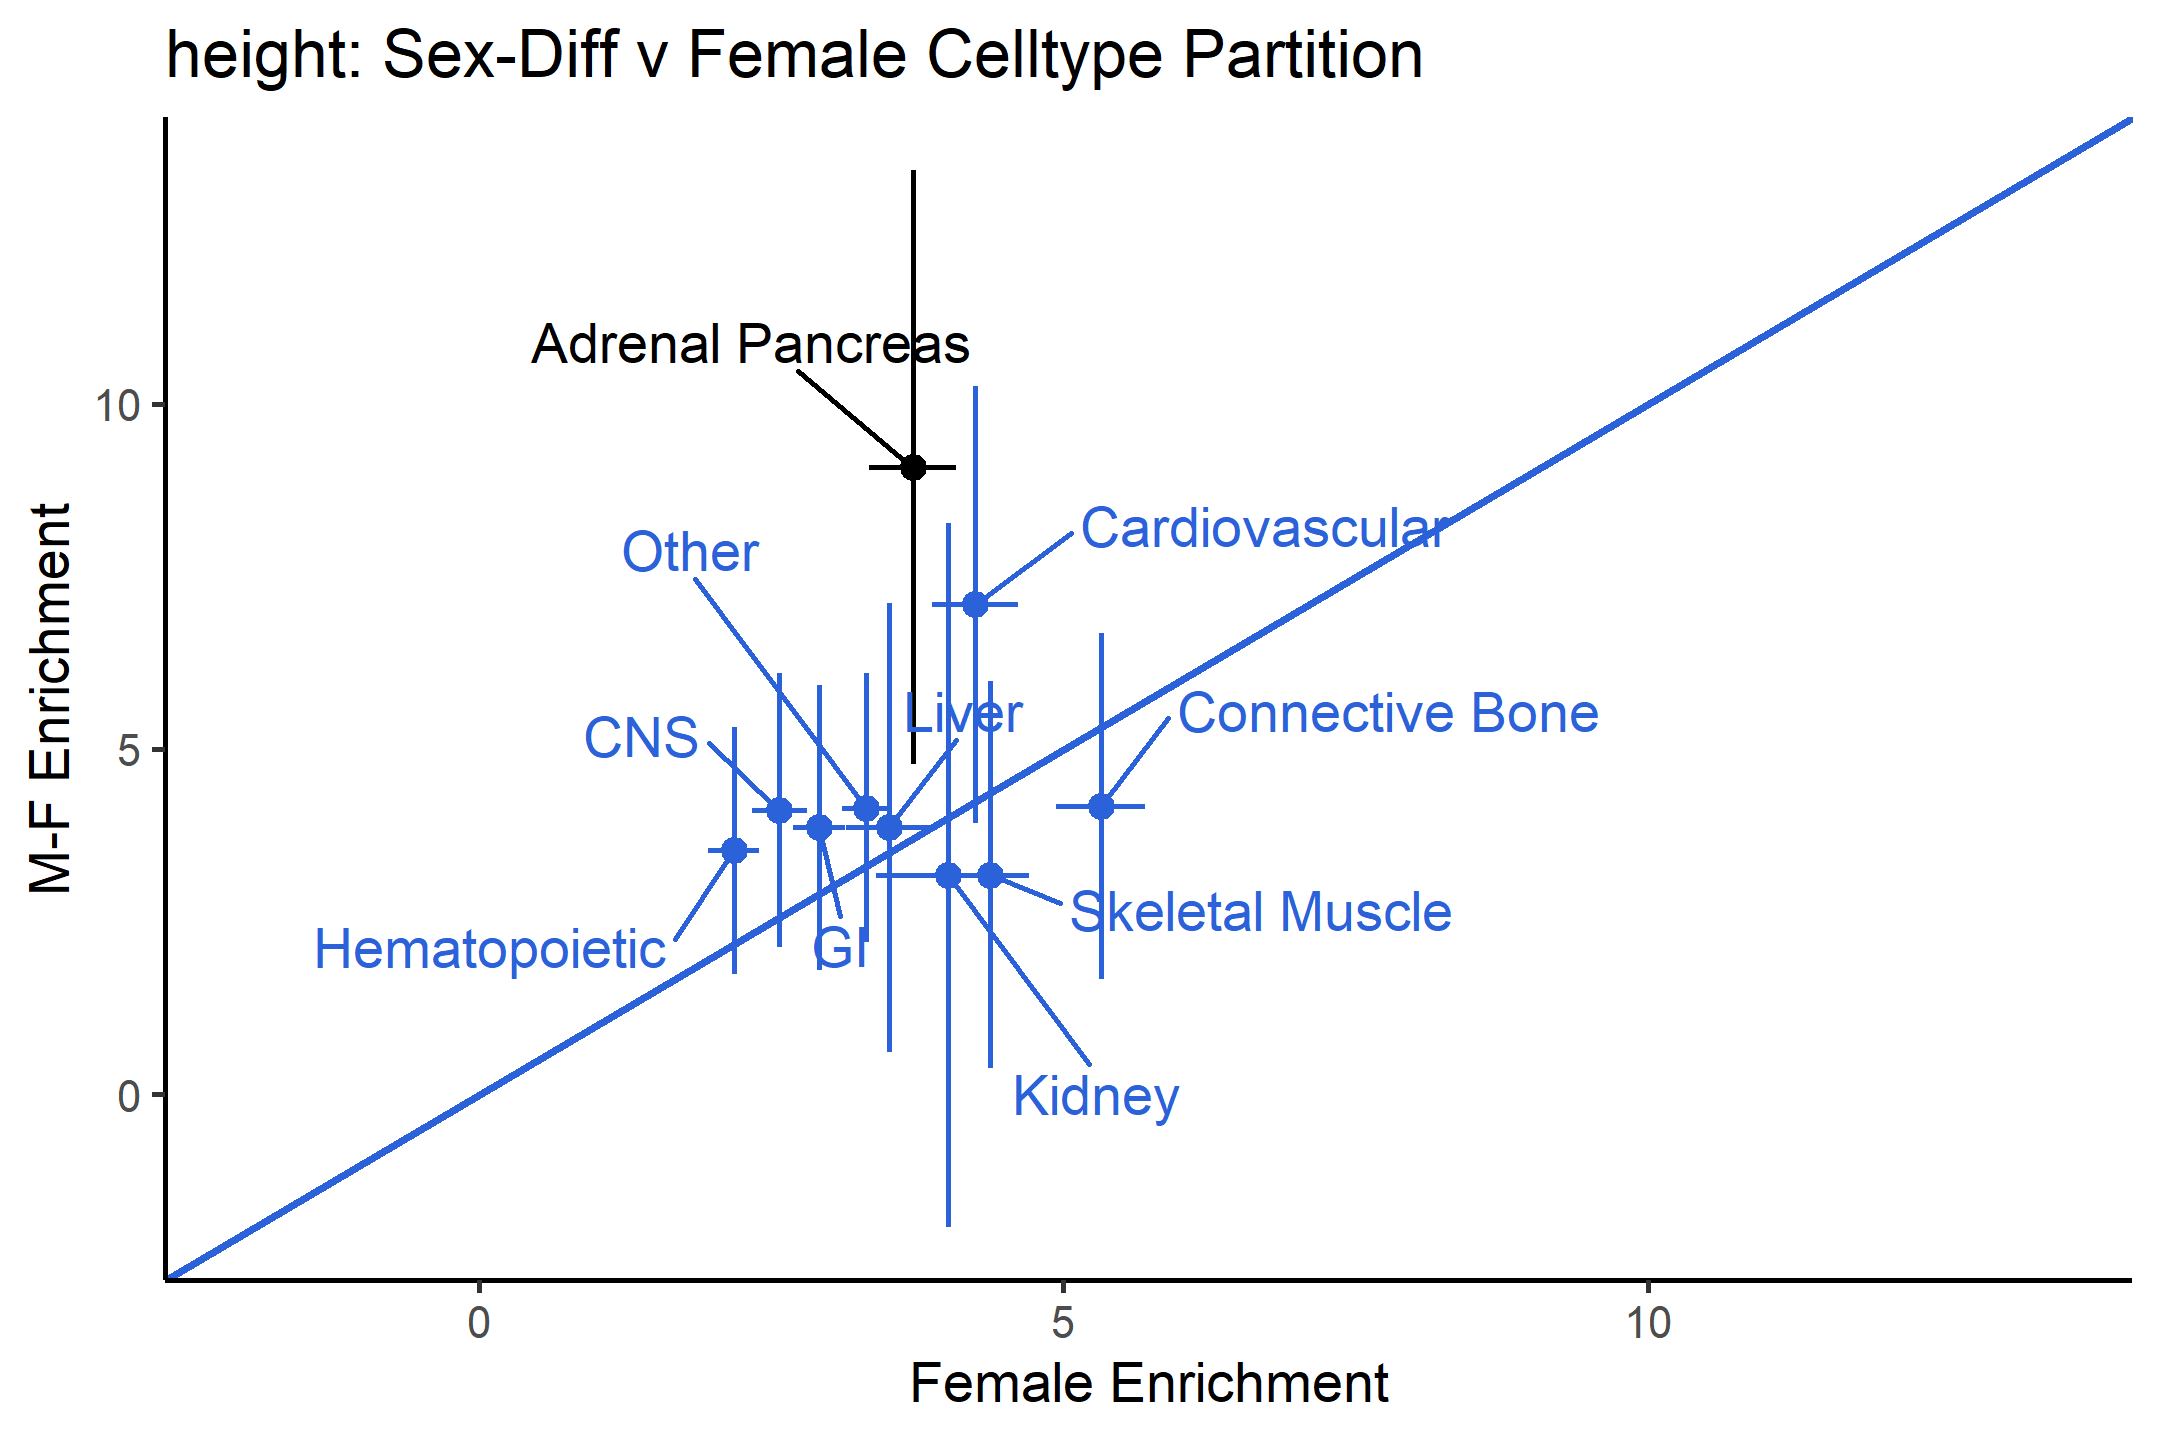 height: Sex-Diff v Female Celltype Partition
M-F Enrichment
10
5
0
Adrenal Pancreas
Cardiovascular
Other
Liver
Connective Bone
CNS
Skeletal Muscle
Hematopoietic
GI
Kidney
0
5
10
Female Enrichment